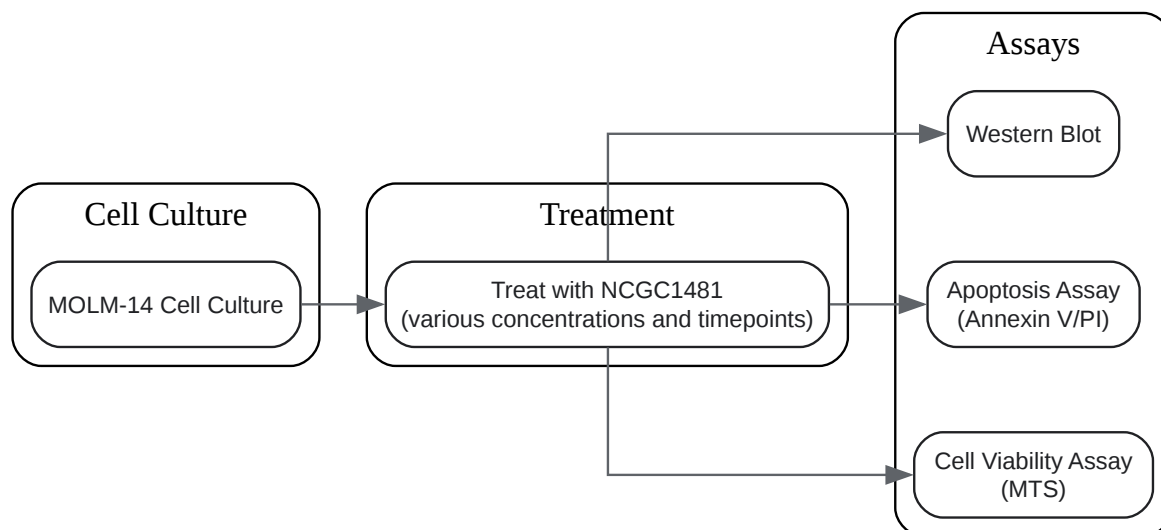 Cell Culture
MOLM-14 Cell Culture
Treatment
Treat with NCGC1481
(various concentrations and timepoints)
Assays
Western Blot
Apoptosis Assay
(Annexin V/PI)
Cell Viability Assay
(MTS)